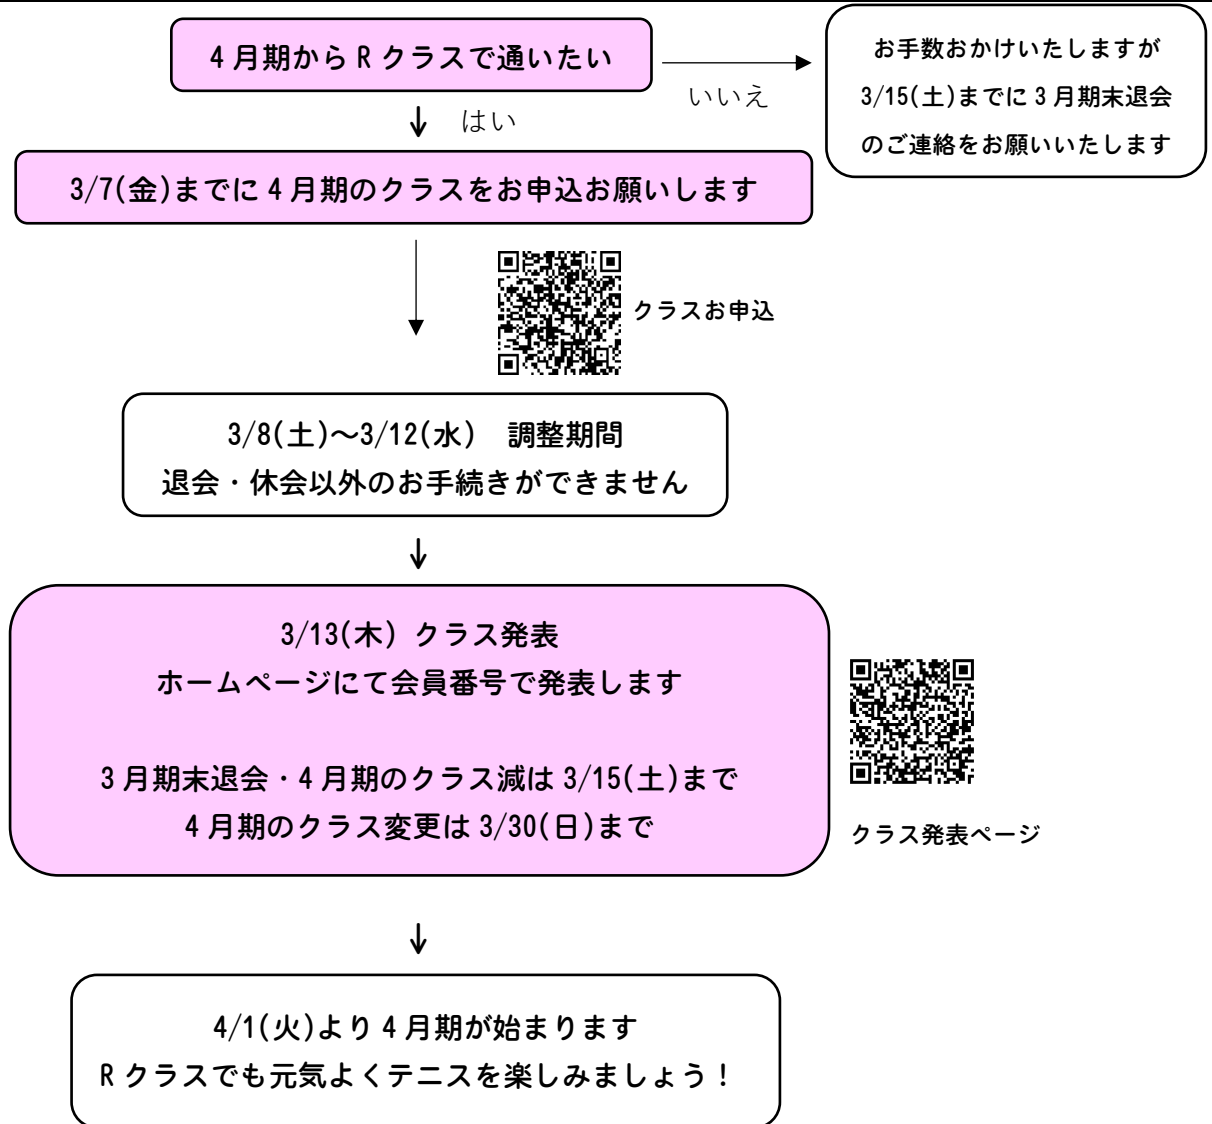 4月期からRクラスで通いたい
いいえ
お手数おかけいたしますが
3/15(土)までに3月期末退会
のご連絡をお願いいたします
↓ はい
3/7(金)までに4月期のクラスをお申込お願いします
クラスお申込
3/8(土)～3/12(水)　調整期間
退会・休会以外のお手続きができません
↓
3/13(木) クラス発表
ホームページにて会員番号で発表します
3月期末退会・4月期のクラス減は3/15(土)まで
4月期のクラス変更は3/30(日)まで
クラス発表ページ
↓
4/1(火)より4月期が始まります
Rクラスでも元気よくテニスを楽しみましょう！